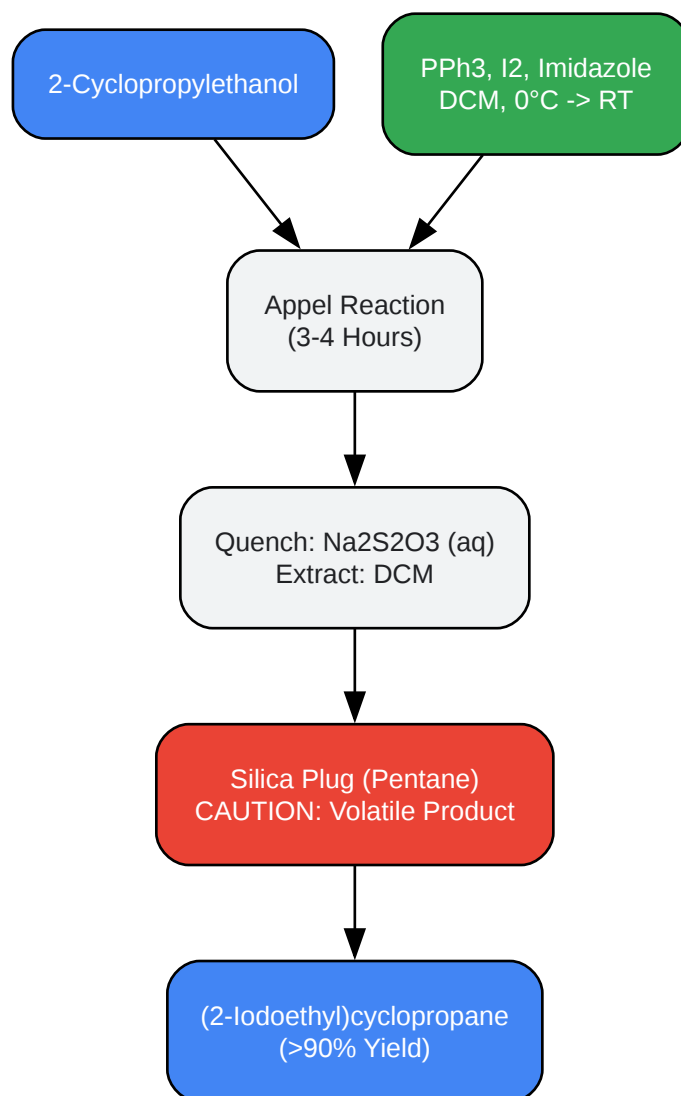 2-Cyclopropylethanol
PPh3, I2, Imidazole
DCM, 0°C -> RT
Appel Reaction
(3-4 Hours)
Quench: Na2S2O3 (aq)
Extract: DCM
Silica Plug (Pentane)
CAUTION: Volatile Product
(2-Iodoethyl)cyclopropane
(>90% Yield)